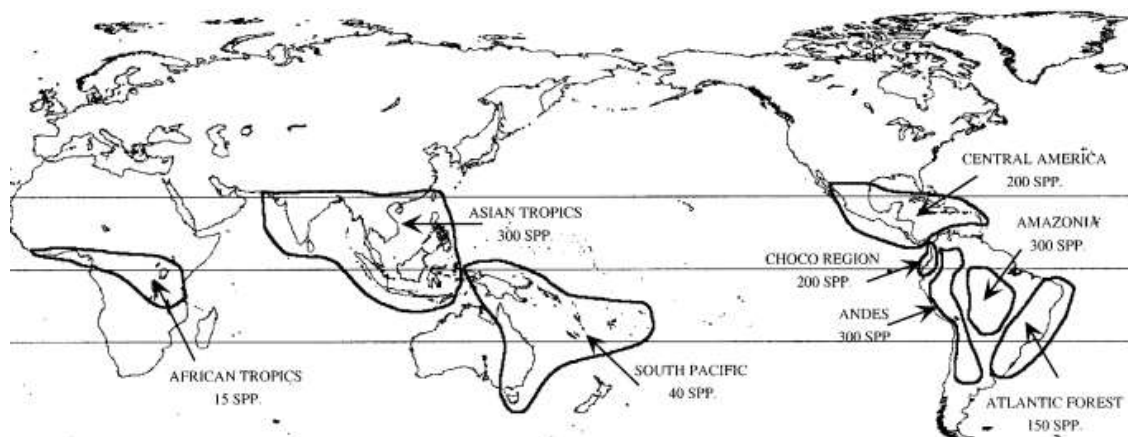 CENTRAL AMERICA
200 SPP.
ASIAN TROPICS
300 SPP.
AMAZONIA
300 SPP.
CHOCO REGION
200 SPP.
ANDES
300 SPP
AFRICAN TROPICS
15 SPP.
SOUTH PACIFIC
40 SPP.
ATLANTIC FOREST
150 SPP.